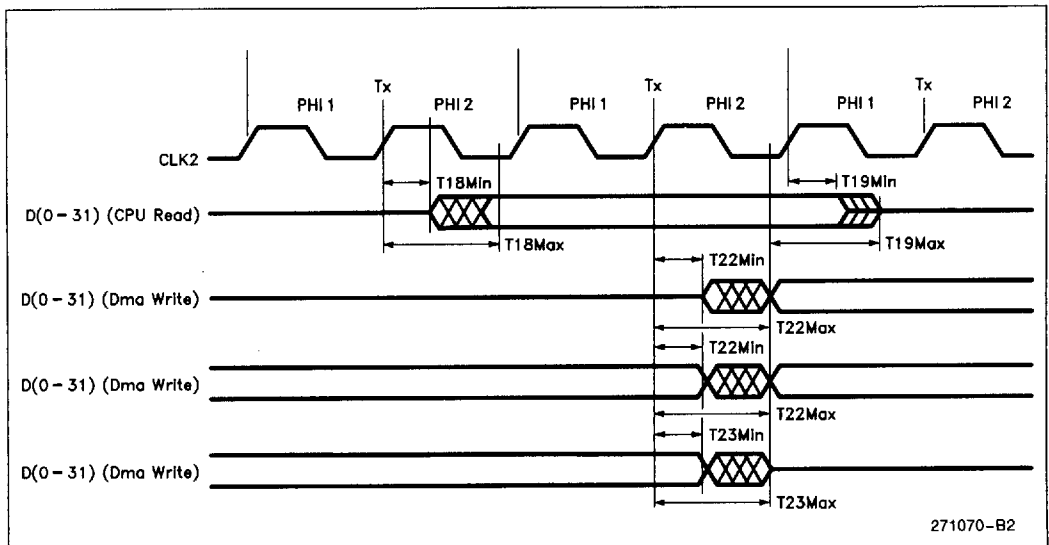 Tx Tx Tx
PHI 1 PHI 2 PHI 1 PHI 2 PHI 1 PHI 2
CLK2
T18Min T19Min
D(0-31) (CPU Read)
T18Max T19Max
T22Min
D(0-31) (Dma Write)
T22Max
T22Min
D(0-31) (Dma Write)
T22Max
T23Min
D(0-31) (Dma Write)
T23Max
271070-B2